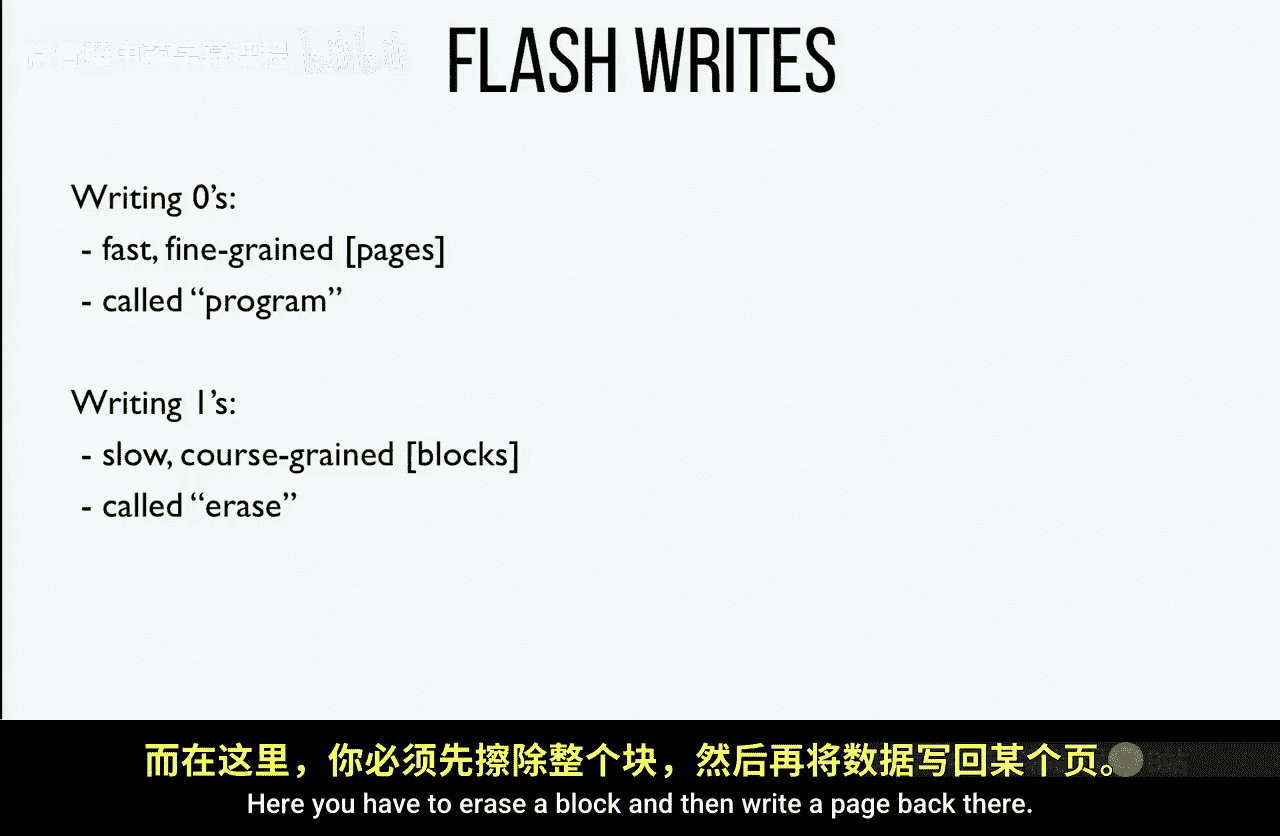 FLASH WRITES
Writing 0’s:
- fast, fine-grained [pages]
- called “program”
Writing 1’s:
- slow, course-grained [blocks]
- called “erase”
而在这里，你必须先擦除整个块，然后再将数据写回某个页。
Here you have to erase a block and then write a page back there.